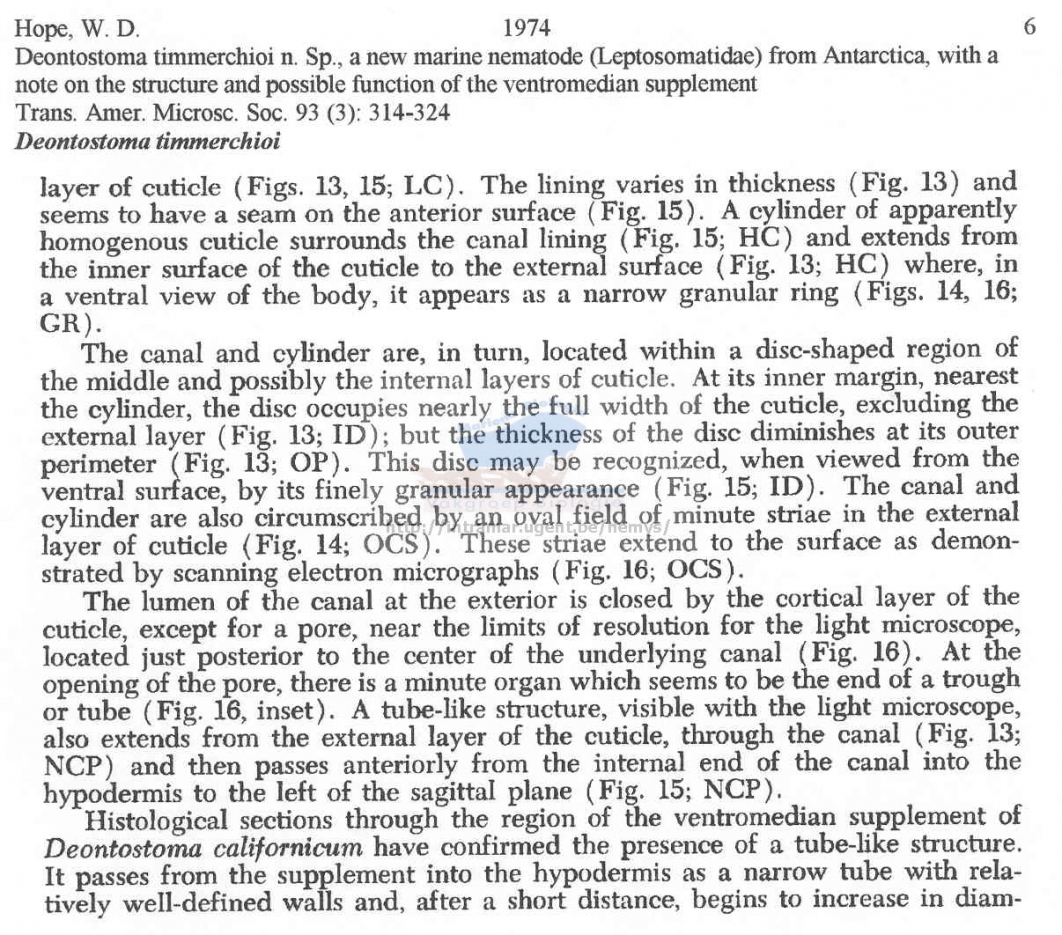 Hope, W. D. 1974 6
Deontostoma timmerchioi n. Sp., a new marine nematode (Leptosomatidae) from Antarctica, with a
note on the structure and possible function of the ventromedian supplement
Trans. Amer. Microsc. Soc. 93 (3): 314-324
Deontostoma timmerchioi
layer of cuticle (Figs. 13, 15; LC). The lining varies in thickness (Fig. 13) and
seems to have a seam on the anterior surface (Fig. 15). A cylinder of apparently
homogenous cuticle surrounds the canal lining (Fig. 15; HC) and extends from
the inner surface of the cuticle to the external surface (Fig. 13; HC) where, in
a ventral view of the body, it appears as a narrow granular ring (Figs. 14, 16;
GR).
The canal and cylinder are, in turn, located within a disc-shaped region of
the middle and possibly the internal layers of cuticle. At its inner margin, nearest
the cylinder, the disc occupies nearly the full width of the cuticle, excluding the
external layer (Fig. 13; ID); but the thickness of the disc diminishes at its outer
perimeter (Fig. 13; OP). This disc may be recognized, when viewed from the
ventral surface, by its finely granular appearance (Fig. 15; ID). The canal and
cylinder are also circumscribed by an oval field of minute striae in the external
layer of cuticle (Fig. 14; OCS). These striae extend to the surface as demon-
strated by scanning electron micrographs (Fig. 16; OCS).
The lumen of the canal at the exterior is closed by the cortical layer of the
cuticle, except for a pore, near the limits of resolution for the light microscope,
located just posterior to the center of the underlying canal (Fig. 16). At the
opening of the pore, there is a minute organ which seems to be the end of a trough
or tube (Fig. 16, inset). A tube-like structure, visible with the light microscope,
also extends from the external layer of the cuticle, through the canal (Fig. 13;
NCP) and then passes anteriorly from the internal end of the canal into the
hypodermis to the left of the sagittal plane (Fig. 15; NCP).
Histological sections through the region of the ventromedian supplement of
Deontostoma californicum have confirmed the presence of a tube-like structure.
It passes from the supplement into the hypodermis as a narrow tube with rela-
tively well-defined walls and, after a short distance, begins to increase in diam-